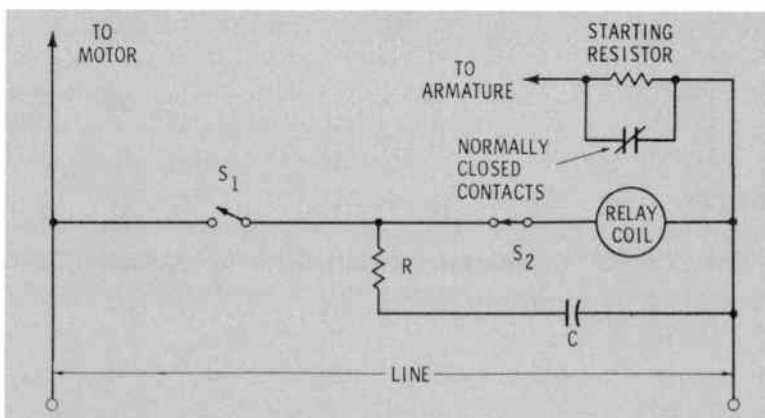 TO
MOTOR
STARTING
RESISTOR
TO
ARMATURE
NORMALLY
CLOSED
CONTACTS
S1
RELAY
COIL
S2
R
C
LINE